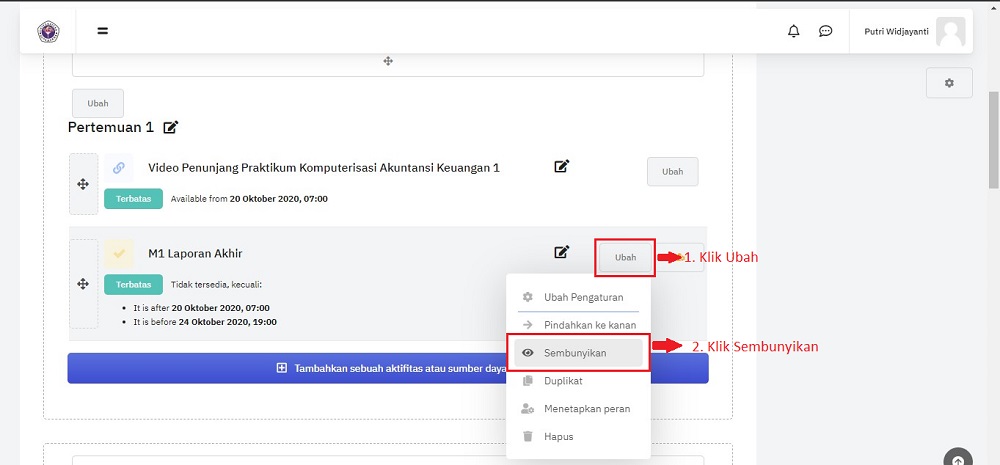 Putri Widjayanti
Ubah
Pertemuan 1
Video Penunjang Praktikum Komputerisasi Akuntansi Keuangan 1
Ubah
Terbatas
Available from 20 Oktober 2020, 07:00
M1 Laporan Akhir
Ubah
1. Klik Ubah
Terbatas
Tidak tersedia, kecuali:
It is after 20 Oktober 2020, 07:00
It is before 24 Oktober 2020, 19:00
Ubah Pengaturan
Pindahkan ke kanan
Sembunyikan
2. Klik Sembunyikan
Tambahkan sebuah aktifitas atau sumber daya
Duplikat
Menetapkan peran
Hapus